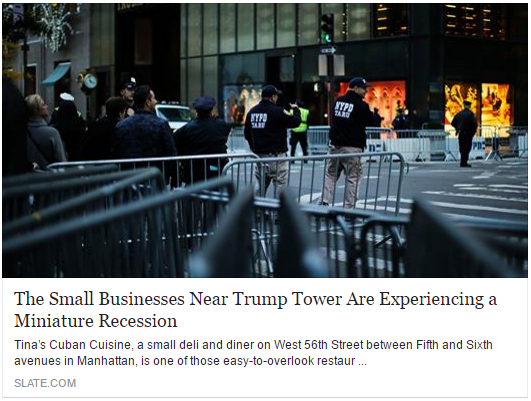 NYPD
TARU
NYPD
TARU
The Small Businesses Near Trump Tower Are Experiencing a
Miniature Recession
Tina's Cuban Cuisine, a small deli and diner on West 56th Street between Fifth and Sixth
avenues in Manhattan, is one of those easy-to-overlook restaur ...
SLATE.COM